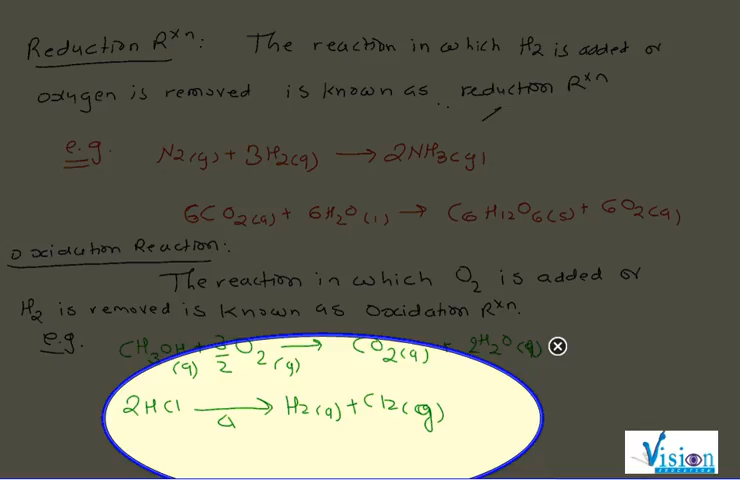 Reduction Rxn: The reaction in which H2 is added or
oxygen is removed is known as .. reduction Rxn
e.g. N2(g) + 3H2(g) → 2NH3(g)
6CO2(g) + 6H2O(l) → C6H12O6(s) + 6O2(g)
Oxidation Reaction:
The reaction in which O2 is added or
H2 is removed is known as Oxidation Rxn.
e.g. CH3OH(g) + 3/2 O2(g) → CO2(g) + 2H2O(g)
2HCl →Δ H2(g) + Cl2(g)
Vision
EDUCATION